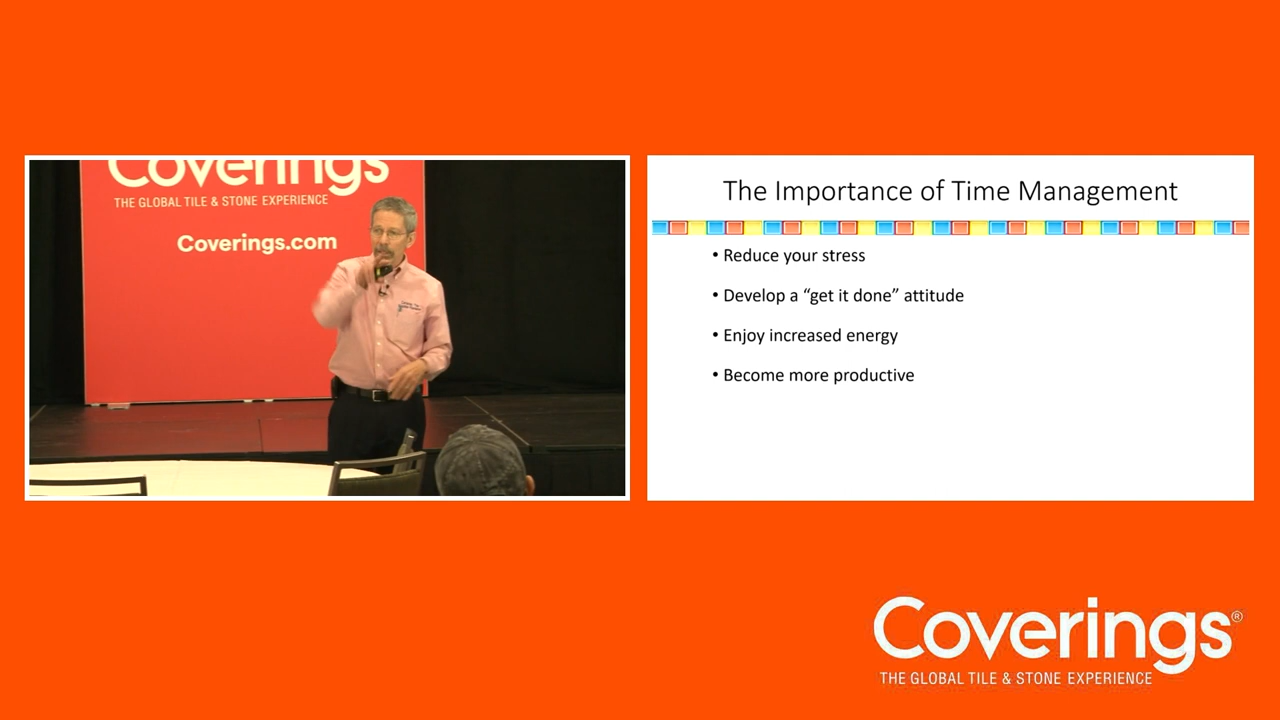 Coverings
THE GLOBAL TILE & STONE EXPERIENCE
Coverings.com
The Importance of Time Management
• Reduce your stress
• Develop a “get it done” attitude
• Enjoy increased energy
• Become more productive
Coverings®
THE GLOBAL TILE & STONE EXPERIENCE